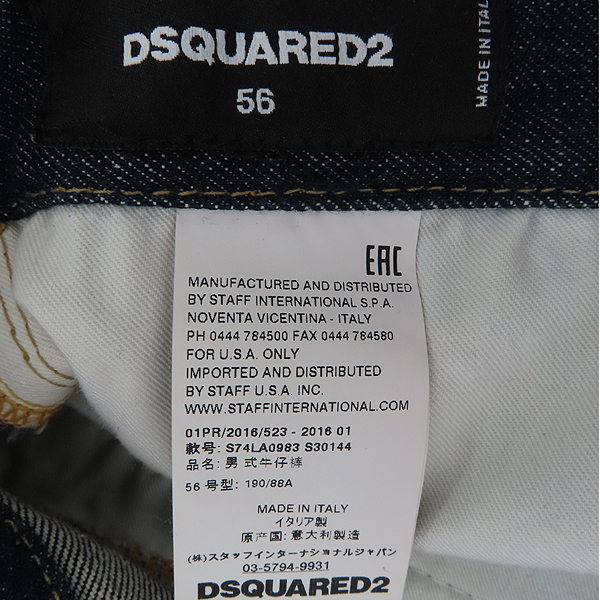 DSQUARED2
56
MADE IN ITAL
EAC
MANUFACTURED AND DISTRIBUTED
BY STAFF INTERNATIONAL S.P.A.
NOVENTA VICENTINA - ITALY
PH 0444 784500 FAX 0444 784580
FOR U.S.A. ONLY
IMPORTED AND DISTRIBUTED
BY STAFF U.S.A. INC.
WWW.STAFFINTERNATIONAL.COM
01PR/2016/523 - 2016 01
款号: S74LA0983 S30144
品名: 男式牛仔裤
56 号型: 190/88A
MADE IN ITALY
イタリア製
原产国: 意大利製造
(株)スタッフインターナショナルジャパン
03-5794-9931
DSQUARED2